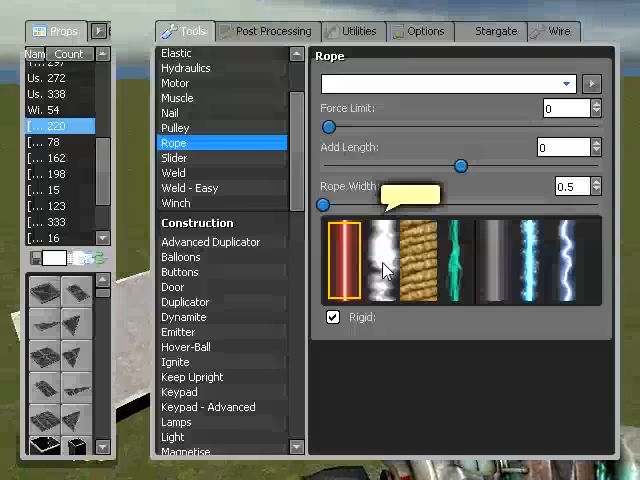 Props
Tools
Post Processing
Utilities
Options
Stargate
Wire
Nam
Count
Us. 272
Us. 338
Wi. 54
[... 220
[... 78
[... 162
[... 198
[... 15
[... 123
[... 333
[... 16
Elastic
Hydraulics
Motor
Muscle
Nail
Pulley
Rope
Slider
Weld
Weld - Easy
Winch
Construction
Advanced Duplicator
Balloons
Buttons
Door
Duplicator
Dynamite
Emitter
Hover-Ball
Ignite
Keep Upright
Keypad
Keypad - Advanced
Lamps
Light
Magnetise
Rope
Force Limit:
0
Add Length:
0
Rope Width
0.5
Rigid: